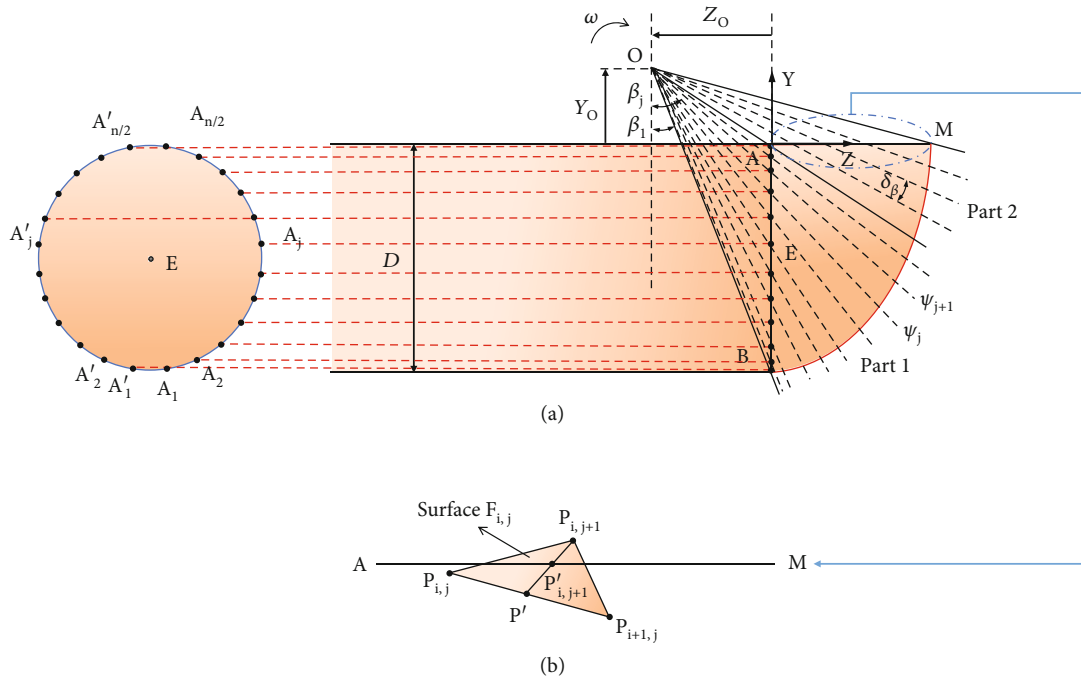 ω
Z_O
O
Y
Y_O
β_j
β_1
A'_{n/2}
A_{n/2}
M
A
Z
δ_β
Part 2
A'_j
A_j
E
D
E
ψ_{j+1}
ψ_j
B
Part 1
A'_2
A'_1
A_1
A_2
(a)
Surface F_{i, j}
P_{i, j+1}
A
M
P_{i, j}
P'_{i, j+1}
P'
P_{i+1, j}
(b)